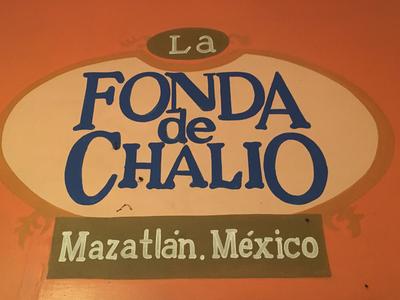 La
FONDA
de
CHALIO
Mazatlán. México